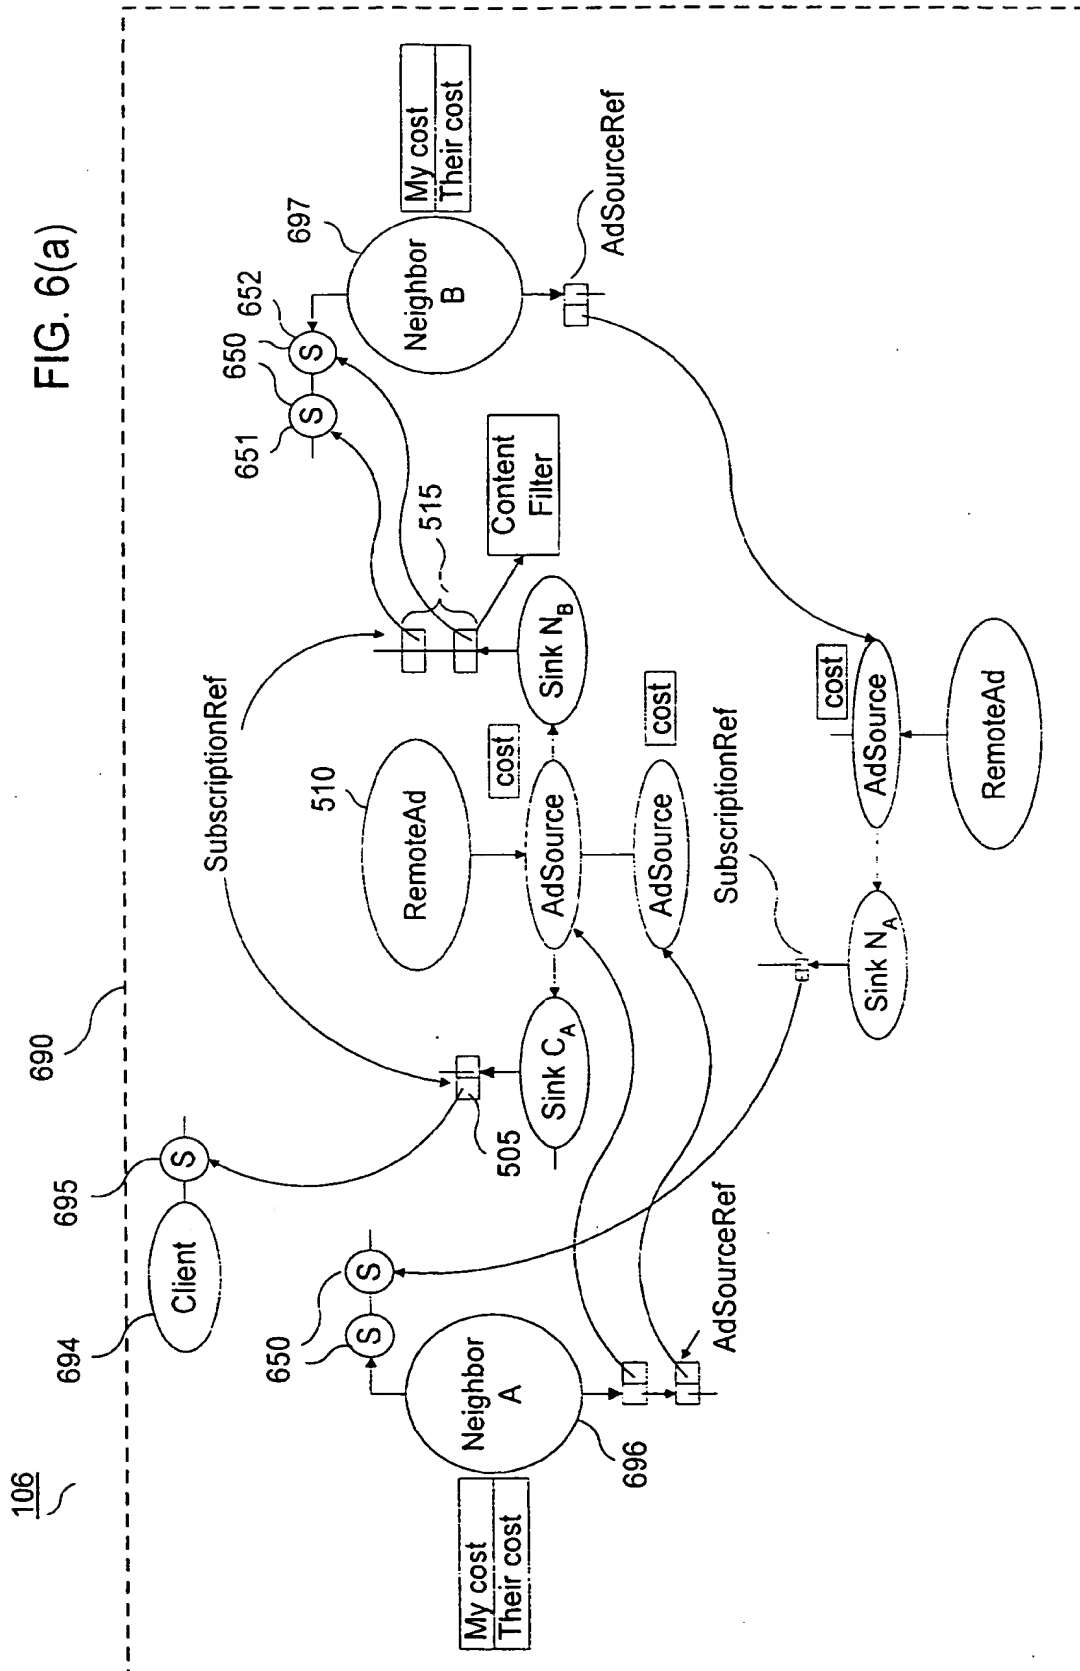 FIG. 6(a)
106
690
694
Client
695
S
SubscriptionRef
650
S
S
651
650
652
S
S
697
My cost
Their cost
Neighbor
A
696
My cost
Their cost
Neighbor
B
AdSourceRef
505
Sink C_A
510
RemoteAd
AdSource
cost
AdSource
cost
515
Sink N_B
Content
Filter
AdSourceRef
SubscriptionRef
Sink N_A
AdSource
cost
RemoteAd